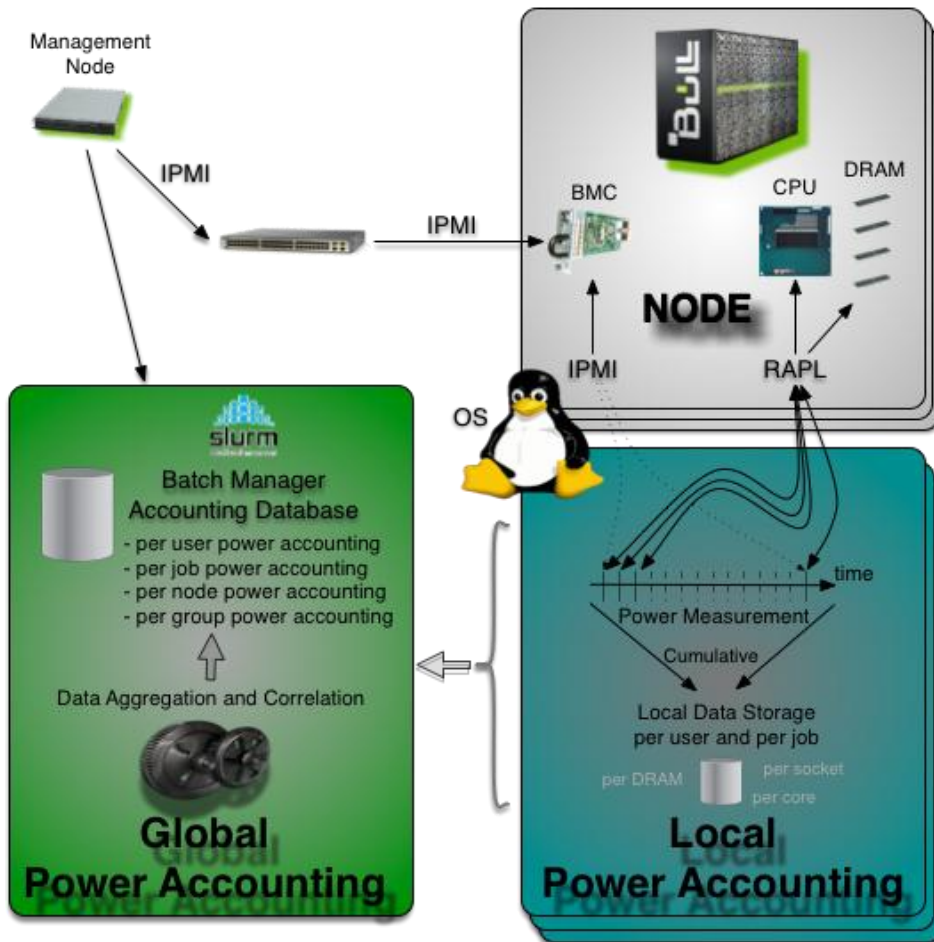 Management
Node
IPMI
IPMI
Bull
BMC
CPU
DRAM
NODE
IPMI
RAPL
OS
slurm
Batch Manager
Accounting Database
- per user power accounting
- per job power accounting
- per node power accounting
- per group power accounting
Data Aggregation and Correlation
Global
Power Accounting
time
Power Measurement
Cumulative
Local Data Storage
per user and per job
per DRAM
per socket
per core
Local
Power Accounting